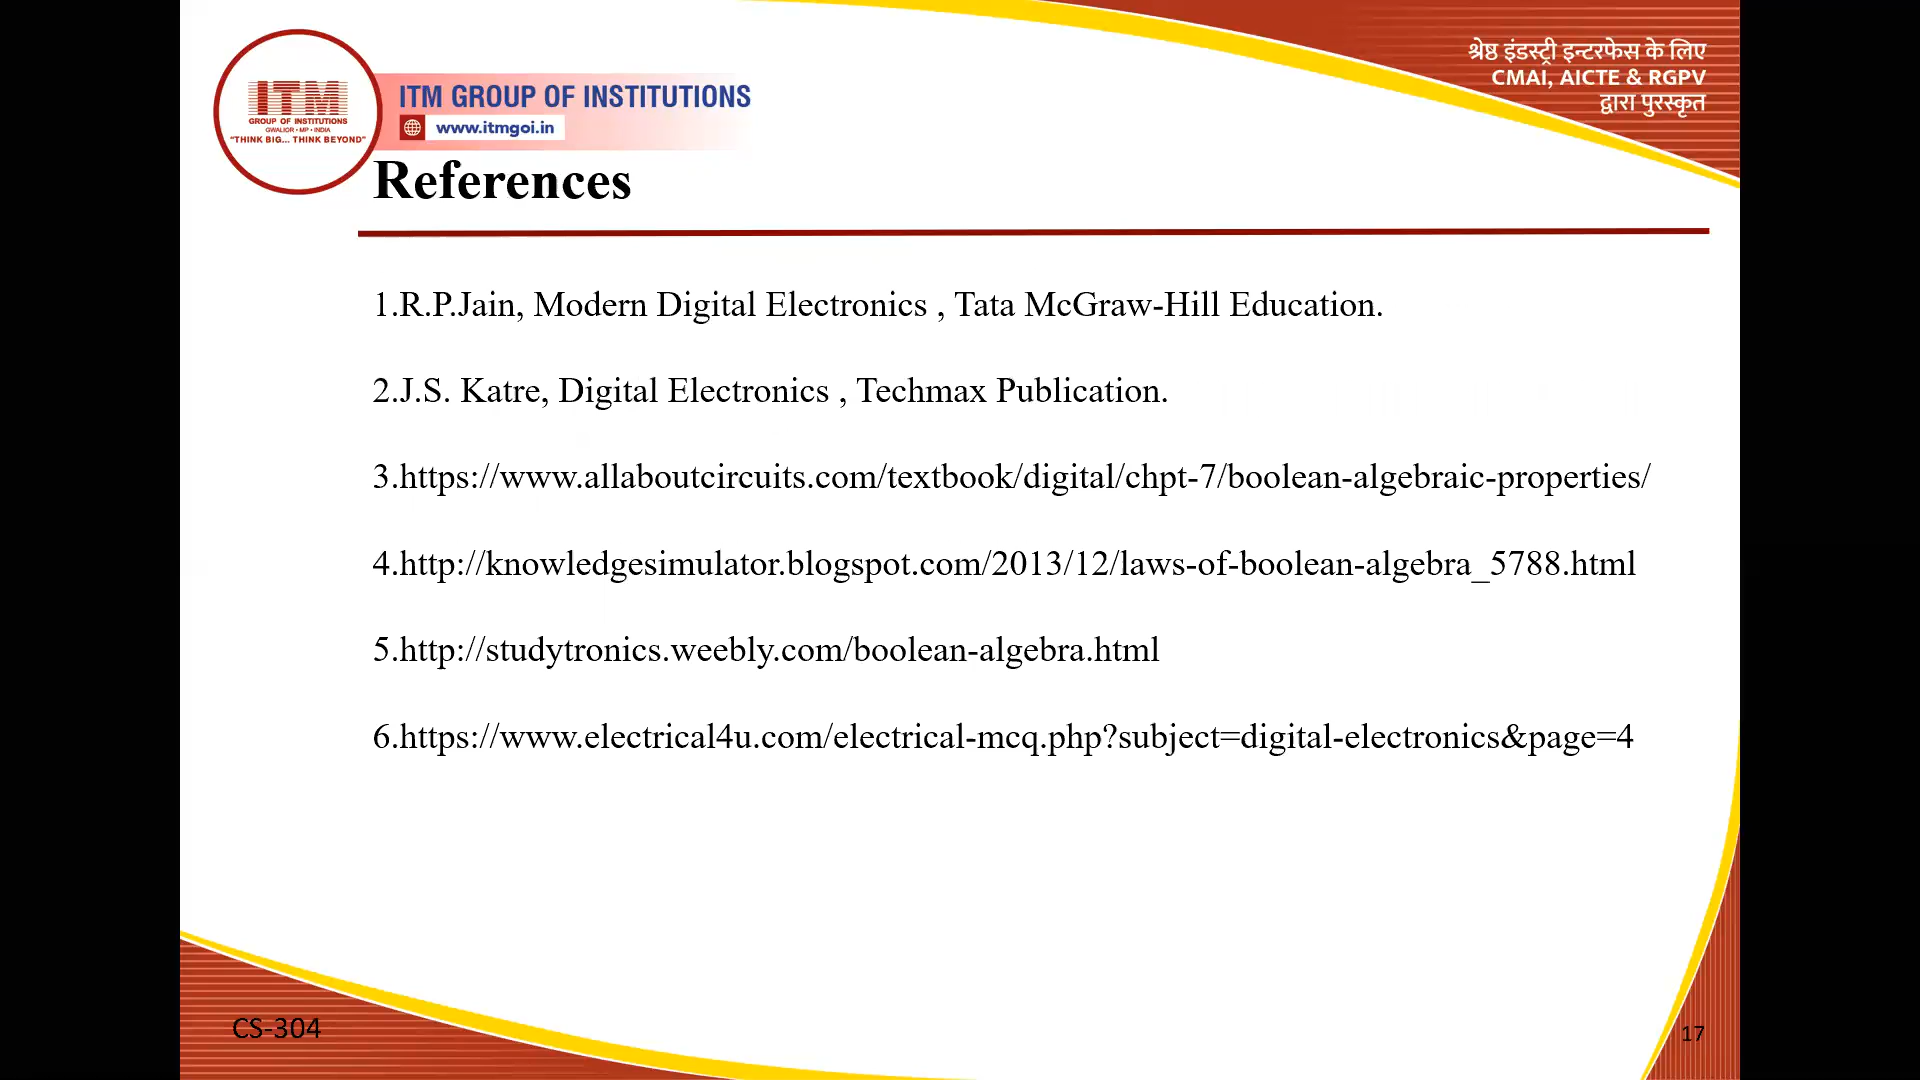 ITM
GROUP OF INSTITUTIONS
GWALIOR • MP • INDIA
"THINK BIG... THINK BEYOND"
ITM GROUP OF INSTITUTIONS
www.itmgoi.in
श्रेष्ठ इंडस्ट्री इन्टरफेस के लिए
CMAI, AICTE & RGPV
द्वारा पुरस्कृत
References
1.R.P.Jain, Modern Digital Electronics , Tata McGraw-Hill Education.
2.J.S. Katre, Digital Electronics , Techmax Publication.
3.https://www.allaboutcircuits.com/textbook/digital/chpt-7/boolean-algebraic-properties/
4.http://knowledgesimulator.blogspot.com/2013/12/laws-of-boolean-algebra_5788.html
5.http://studytronics.weebly.com/boolean-algebra.html
6.https://www.electrical4u.com/electrical-mcq.php?subject=digital-electronics&page=4
CS-304
17